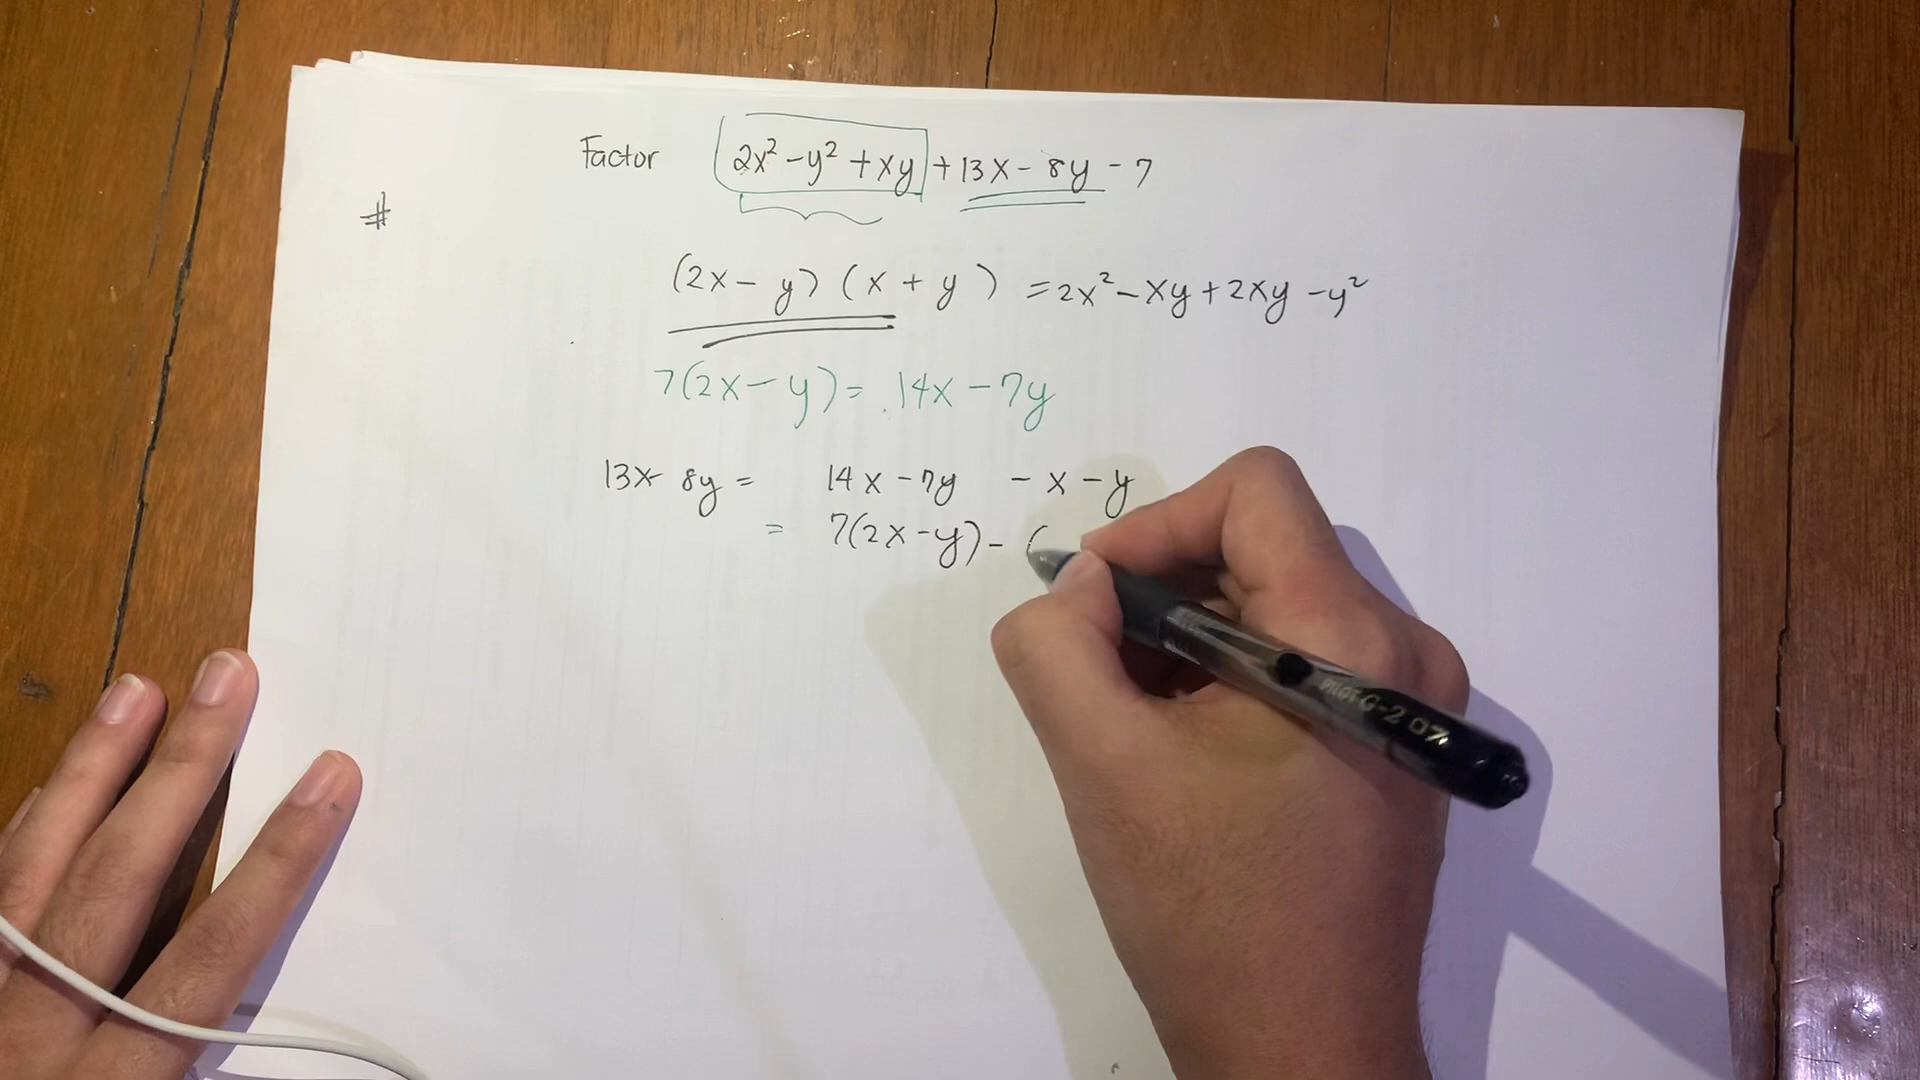 Factor 2x² - y² + xy + 13x - 8y - 7
#
(2x - y) (x + y) = 2x² - xy + 2xy - y²
7(2x - y) = 14x - 7y
13x - 8y = 14x - 7y - x - y
= 7(2x - y) - (
PILOT G-2 07